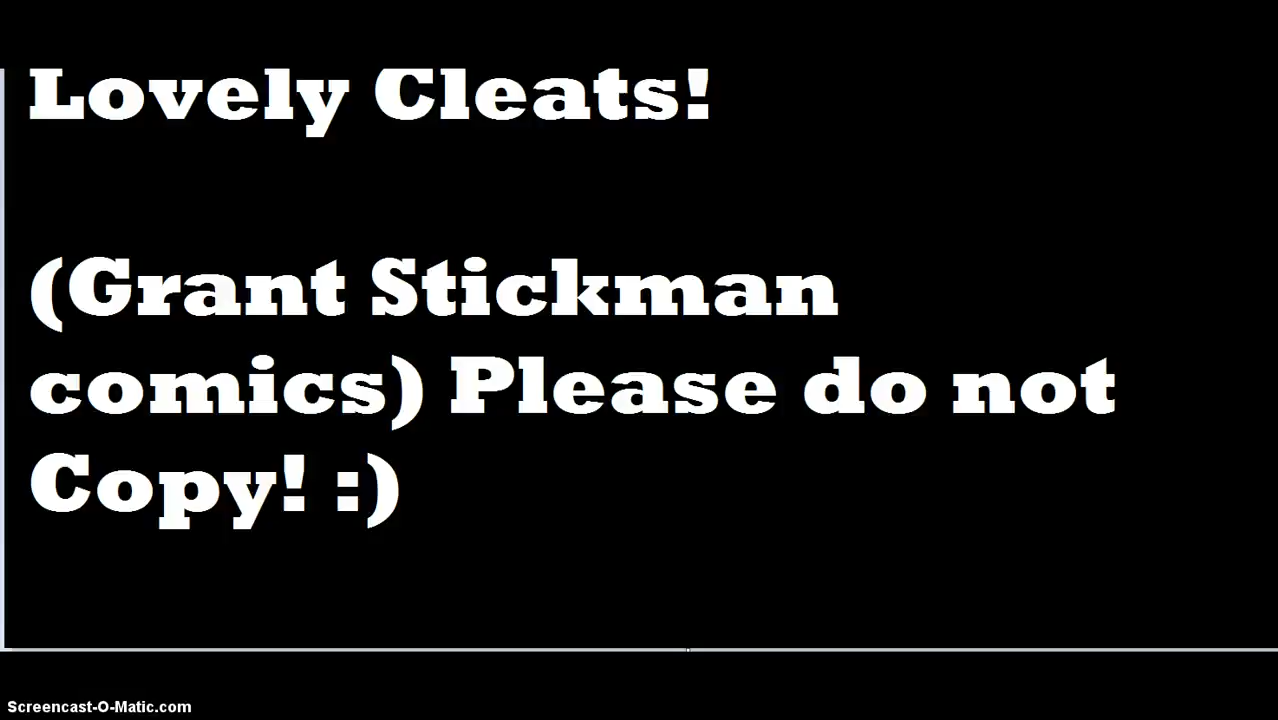 Lovely Cleats!
(Grant Stickman
comics) Please do not
Copy! :)
Screencast-O-Matic.com